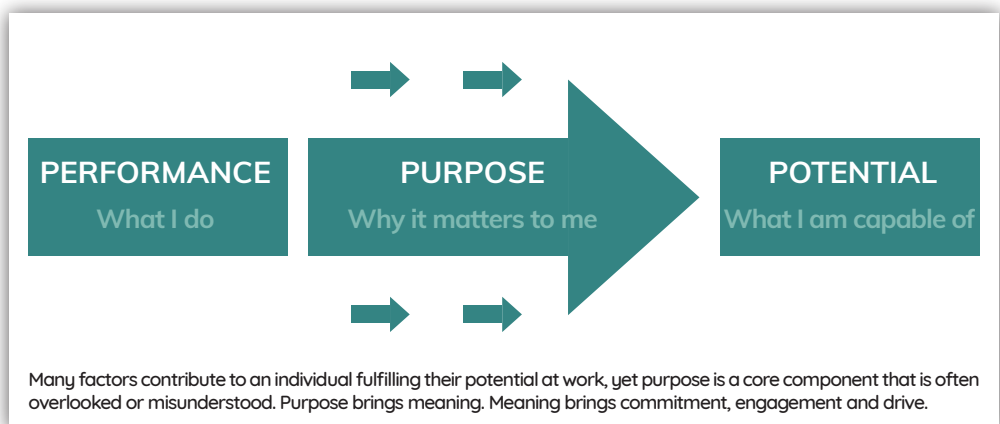 PERFORMANCE
What I do
PURPOSE
Why it matters to me
POTENTIAL
What I am capable of
Many factors contribute to an individual fulfilling their potential at work, yet purpose is a core component that is often
overlooked or misunderstood. Purpose brings meaning. Meaning brings commitment, engagement and drive.